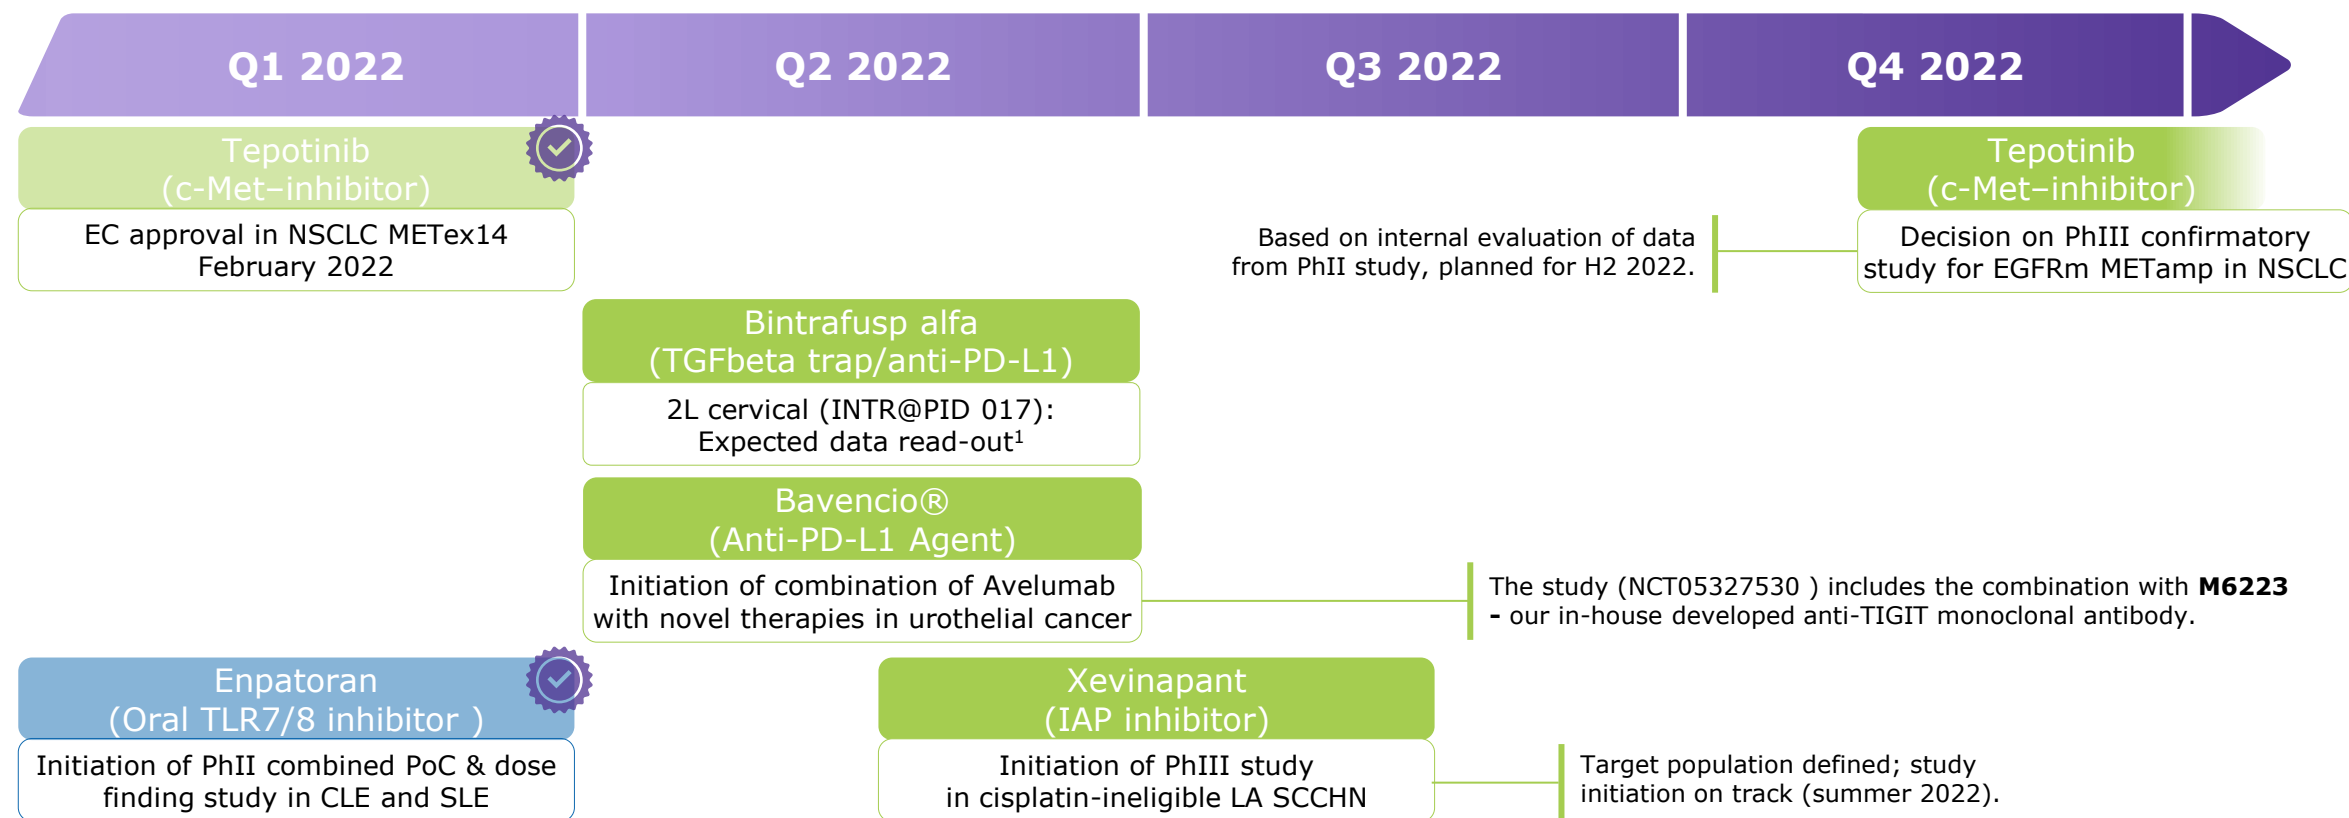 Q1 2022
Q2 2022
Q3 2022
Q4 2022
Tepotinib
(c-Met–inhibitor)
EC approval in NSCLC METex14
February 2022
Based on internal evaluation of data
from PhII study, planned for H2 2022.
Tepotinib
(c-Met–inhibitor)
Decision on PhIII confirmatory
study for EGFRm METamp in NSCLC
Bintrafusp alfa
(TGFbeta trap/anti-PD-L1)
2L cervical (INTR@PID 017):
Expected data read-out¹
Bavencio®
(Anti-PD-L1 Agent)
Initiation of combination of Avelumab
with novel therapies in urothelial cancer
The study (NCT05327530 ) includes the combination with M6223
- our in-house developed anti-TIGIT monoclonal antibody.
Enpatoran
(Oral TLR7/8 inhibitor )
Initiation of PhII combined PoC & dose
finding study in CLE and SLE
Xevinapant
(IAP inhibitor)
Initiation of PhIII study
in cisplatin-ineligible LA SCCHN
Target population defined; study
initiation on track (summer 2022).